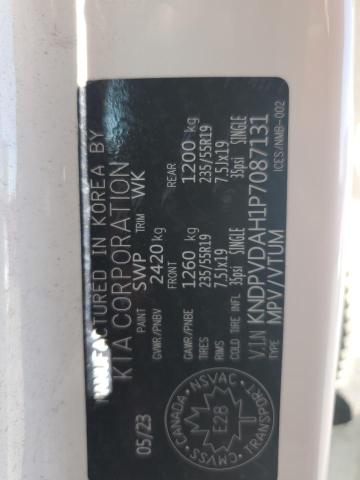 MANUFACTURED IN KOREA BY
KIA CORPORATION
PAINT SWP TRIM WK
GVWR/PNBV 2420 kg
FRONT REAR
GAWR/PNBE 1260 kg 1200 kg
TIRES 235/55R19 235/55R19
RIMS 7.5Jx19 7.5Jx19
COLD TIRE INFL 35psi SINGLE 35psi SINGLE
V.I.N KNDPVDAH1P7087131
TYPE MPV/VTUM ICES/NMB-002
05/23
CANADA NSVAC
E28
CMVSS TRANSPORT